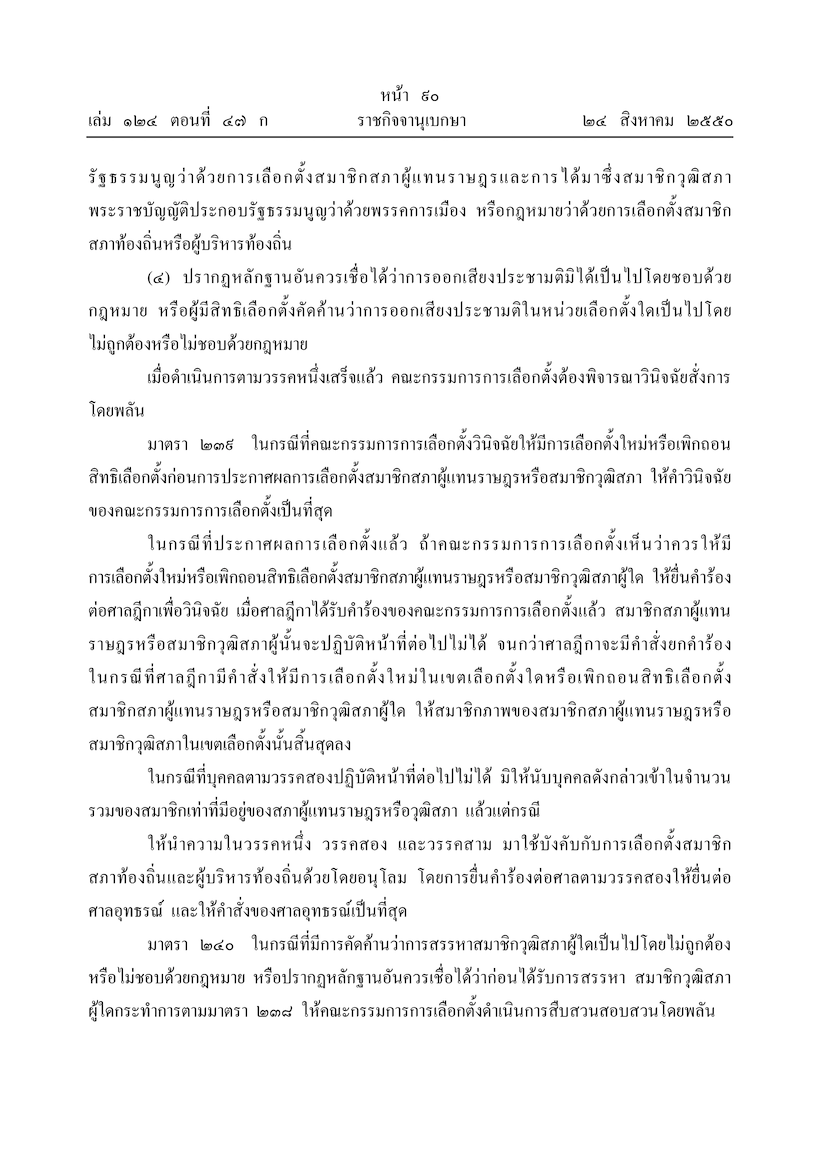 หน้า ๙๐
เล่ม ๑๒๔ ตอนที่ ๔๗ ก ราชกิจจานุเบกษา ๒๔ สิงหาคม ๒๕๕๐
รัฐธรรมนูญว่าด้วยการเลือกตั้งสมาชิกสภาผู้แทนราษฎรและการได้มาซึ่งสมาชิกวุฒิสภา
พระราชบัญญัติประกอบรัฐธรรมนูญว่าด้วยพรรคการเมือง หรือกฎหมายว่าด้วยการเลือกตั้งสมาชิก
สภาท้องถิ่นหรือผู้บริหารท้องถิ่น
(๔) ปรากฏหลักฐานอันควรเชื่อได้ว่าการออกเสียงประชามติมิได้เป็นไปโดยชอบด้วย
กฎหมาย หรือผู้มีสิทธิเลือกตั้งคัดค้านว่าการออกเสียงประชามติในหน่วยเลือกตั้งใดเป็นไปโดย
ไม่ถูกต้องหรือไม่ชอบด้วยกฎหมาย
เมื่อดำเนินการตามวรรคหนึ่งเสร็จแล้ว คณะกรรมการการเลือกตั้งต้องพิจารณาวินิจฉัยสั่งการ
โดยพลัน
มาตรา ๒๓๙ ในกรณีที่คณะกรรมการการเลือกตั้งวินิจฉัยให้มีการเลือกตั้งใหม่หรือเพิกถอน
สิทธิเลือกตั้งก่อนการประกาศผลการเลือกตั้งสมาชิกสภาผู้แทนราษฎรหรือสมาชิกวุฒิสภา ให้คำวินิจฉัย
ของคณะกรรมการการเลือกตั้งเป็นที่สุด
ในกรณีที่ประกาศผลการเลือกตั้งแล้ว ถ้าคณะกรรมการการเลือกตั้งเห็นว่าควรให้มี
การเลือกตั้งใหม่หรือเพิกถอนสิทธิเลือกตั้งสมาชิกสภาผู้แทนราษฎรหรือสมาชิกวุฒิสภาผู้ใด ให้ยื่นคำร้อง
ต่อศาลฎีกาเพื่อวินิจฉัย เมื่อศาลฎีกาได้รับคำร้องของคณะกรรมการการเลือกตั้งแล้ว สมาชิกสภาผู้แทน
ราษฎรหรือสมาชิกวุฒิสภาผู้นั้นจะปฏิบัติหน้าที่ต่อไปไม่ได้ จนกว่าศาลฎีกาจะมีคำสั่งยกคำร้อง
ในกรณีที่ศาลฎีกามีคำสั่งให้มีการเลือกตั้งใหม่ในเขตเลือกตั้งใดหรือเพิกถอนสิทธิเลือกตั้ง
สมาชิกสภาผู้แทนราษฎรหรือสมาชิกวุฒิสภาผู้ใด ให้สมาชิกภาพของสมาชิกสภาผู้แทนราษฎรหรือ
สมาชิกวุฒิสภาในเขตเลือกตั้งนั้นสิ้นสุดลง
ในกรณีที่บุคคลตามวรรคสองปฏิบัติหน้าที่ต่อไปไม่ได้ มิให้นับบุคคลดังกล่าวเข้าในจำนวน
รวมของสมาชิกเท่าที่มีอยู่ของสภาผู้แทนราษฎรหรือวุฒิสภา แล้วแต่กรณี
ให้นำความในวรรคหนึ่ง วรรคสอง และวรรคสาม มาใช้บังคับกับการเลือกตั้งสมาชิก
สภาท้องถิ่นและผู้บริหารท้องถิ่นด้วยโดยอนุโลม โดยการยื่นคำร้องต่อศาลตามวรรคสองให้ยื่นต่อ
ศาลอุทธรณ์ และให้คำสั่งของศาลอุทธรณ์เป็นที่สุด
มาตรา ๒๔๐ ในกรณีที่มีการคัดค้านว่าการสรรหาสมาชิกวุฒิสภาผู้ใดเป็นไปโดยไม่ถูกต้อง
หรือไม่ชอบด้วยกฎหมาย หรือปรากฏหลักฐานอันควรเชื่อได้ว่าก่อนได้รับการสรรหา สมาชิกวุฒิสภา
ผู้ใดกระทำการตามมาตรา ๒๓๘ ให้คณะกรรมการการเลือกตั้งดำเนินการสืบสวนสอบสวนโดยพลัน